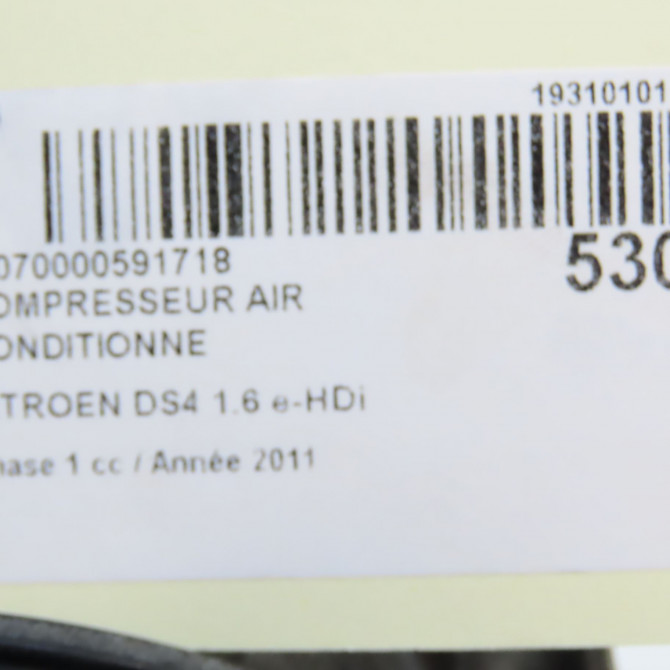 19310101
070000591718
530
OMPRESSEUR AIR
ONDITIONNE
TROEN DS4 1.6 e-HDi
hase 1 cc / Année 2011